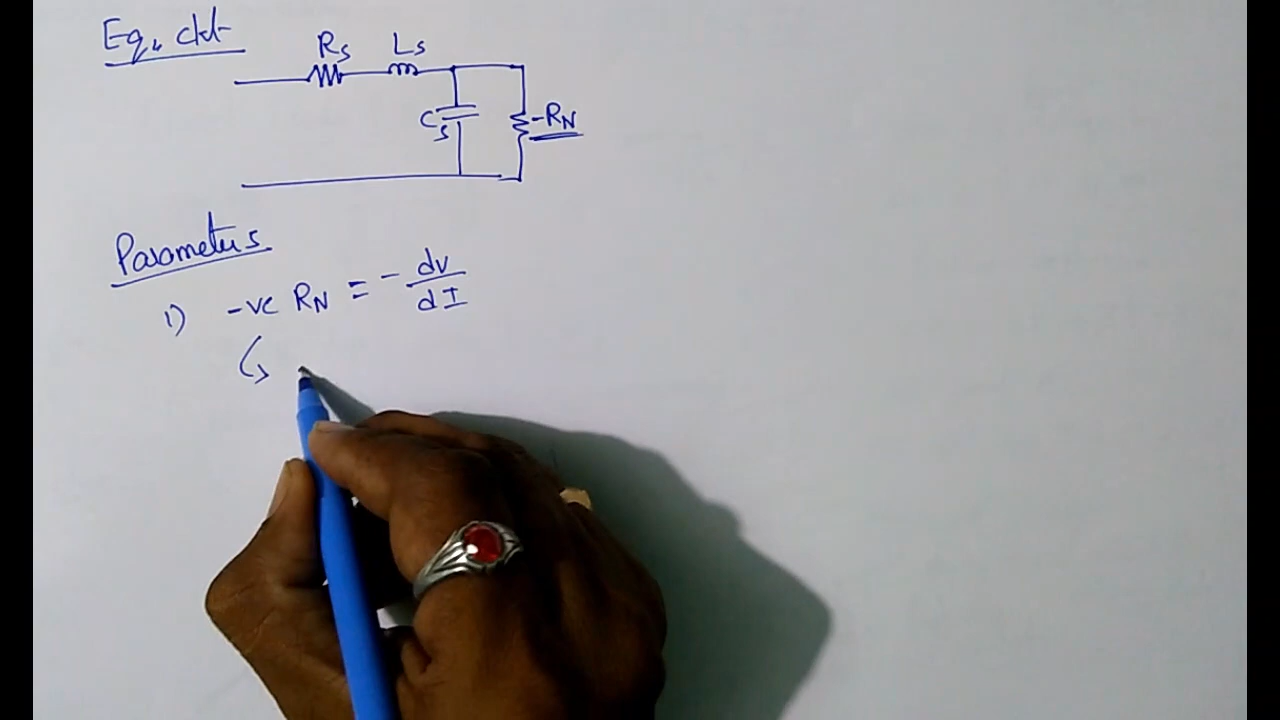 Eq. ckt
Rs Ls
Cs -RN
Parameters
1) -ve RN = - dv/dI